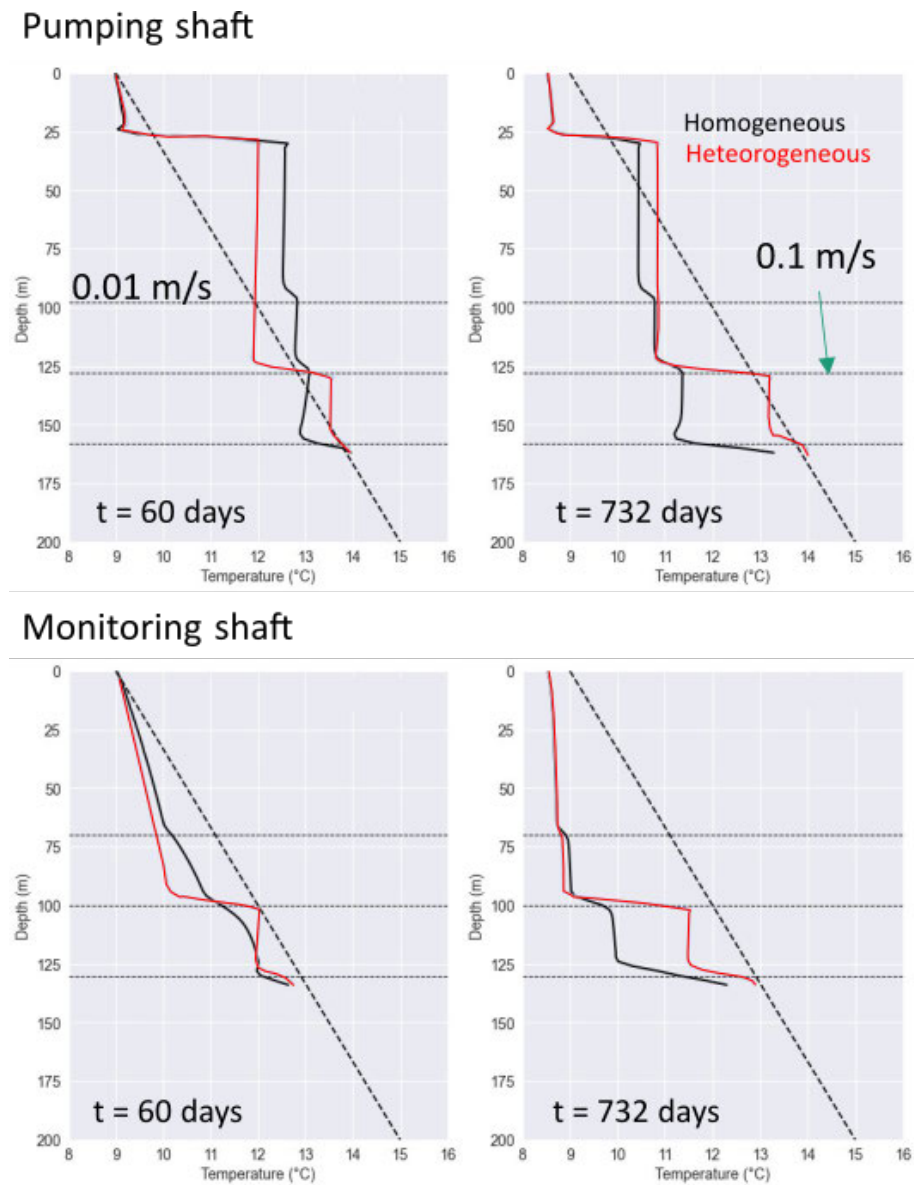 Pumping shaft
0
25
50
75
100
125
150
175
200
Depth (m)
0.01 m/s
t = 60 days
8 9 10 11 12 13 14 15 16
Temperature (°C)
0
25
50
75
100
125
150
175
200
Depth (m)
Homogeneous
Heteorogeneous
0.1 m/s
t = 732 days
8 9 10 11 12 13 14 15 16
Temperature (°C)
Monitoring shaft
0
25
50
75
100
125
150
175
200
Depth (m)
t = 60 days
8 9 10 11 12 13 14 15 16
Temperature (°C)
0
25
50
75
100
125
150
175
200
Depth (m)
t = 732 days
8 9 10 11 12 13 14 15 16
Temperature (°C)